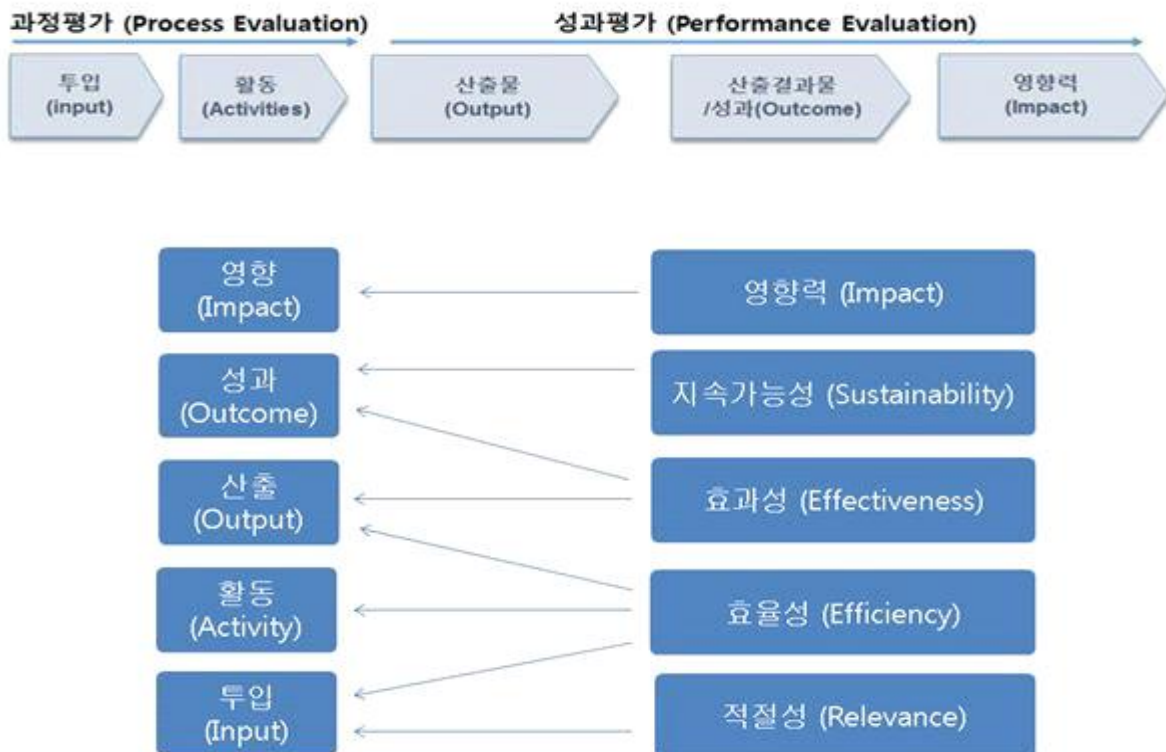 과정평가 (Process Evaluation)
성과평가 (Performance Evaluation)
투입
(input)
활동
(Activities)
산출물
(Output)
산출결과물
/성과(Outcome)
영향력
(Impact)
영향
(Impact)
영향력 (Impact)
성과
(Outcome)
지속가능성 (Sustainability)
산출
(Output)
효과성 (Effectiveness)
활동
(Activity)
효율성 (Efficiency)
투입
(Input)
적절성 (Relevance)